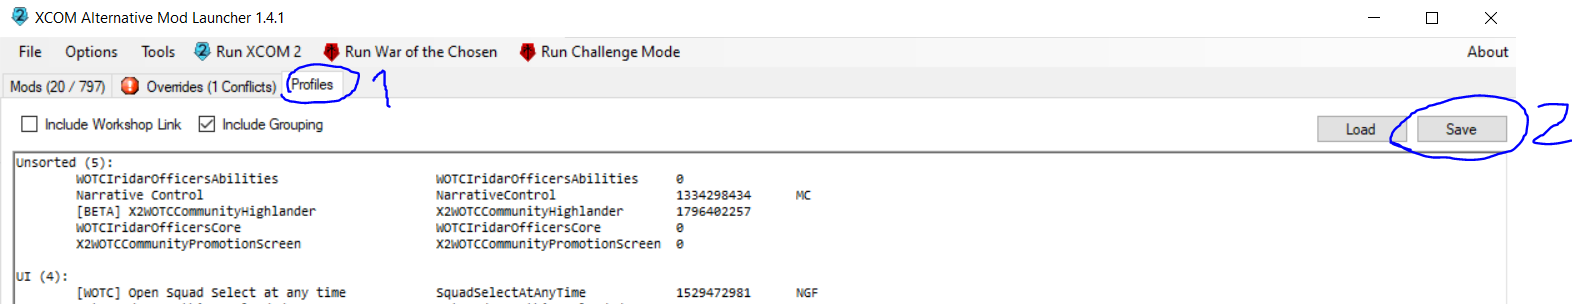 XCOM Alternative Mod Launcher 1.4.1
File Options Tools Run XCOM 2 Run War of the Chosen Run Challenge Mode About
Mods (20 / 797) Overrides (1 Conflicts) Profiles 1
Include Workshop Link Include Grouping Load Save 2
Unsorted (5):
WOTCIridarOfficersAbilities WOTCIridarOfficersAbilities 0
Narrative Control NarrativeControl 1334298434 MC
[BETA] X2WOTCCommunityHighlander X2WOTCCommunityHighlander 1796402257
WOTCIridarOfficersCore WOTCIridarOfficersCore 0
X2WOTCCommunityPromotionScreen X2WOTCCommunityPromotionScreen 0
UI (4):
[WOTC] Open Squad Select at any time SquadSelectAtAnyTime 1529472981 NGF